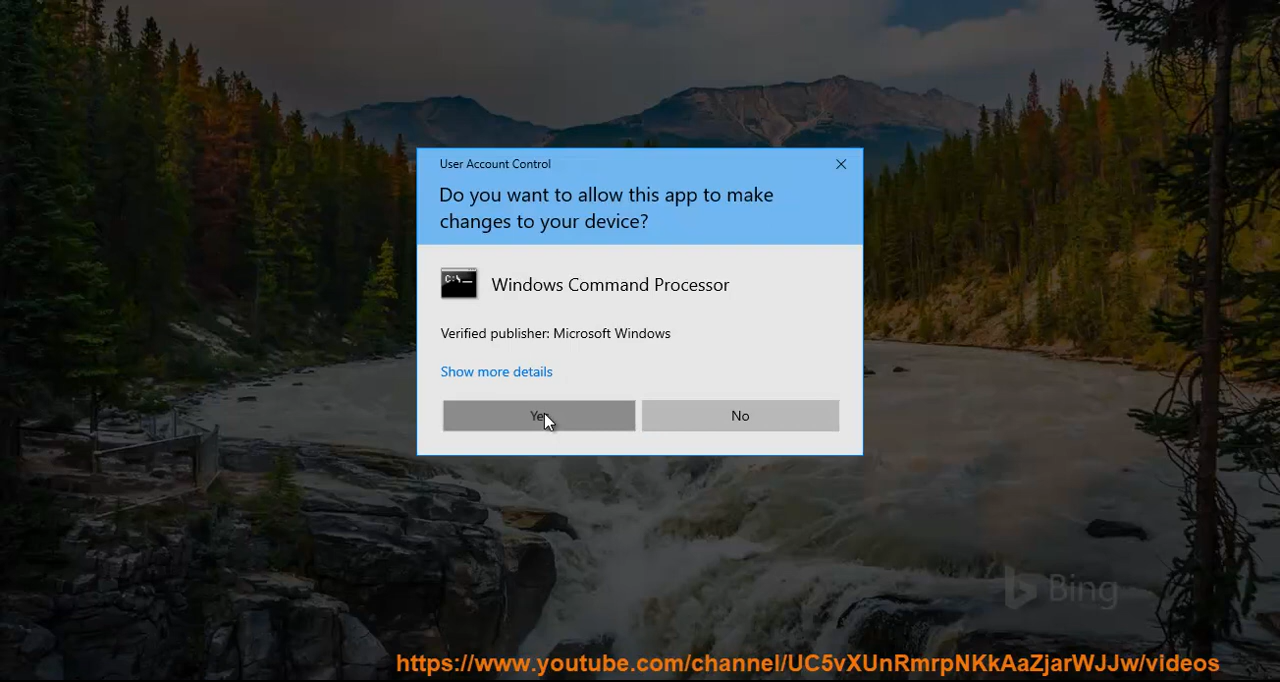 User Account Control
Do you want to allow this app to make
changes to your device?
C:\_
Windows Command Processor
Verified publisher: Microsoft Windows
Show more details
Yes
No
Bing
https://www.youtube.com/channel/UC5vXUnRmrpNKkAaZjarWJJw/videos